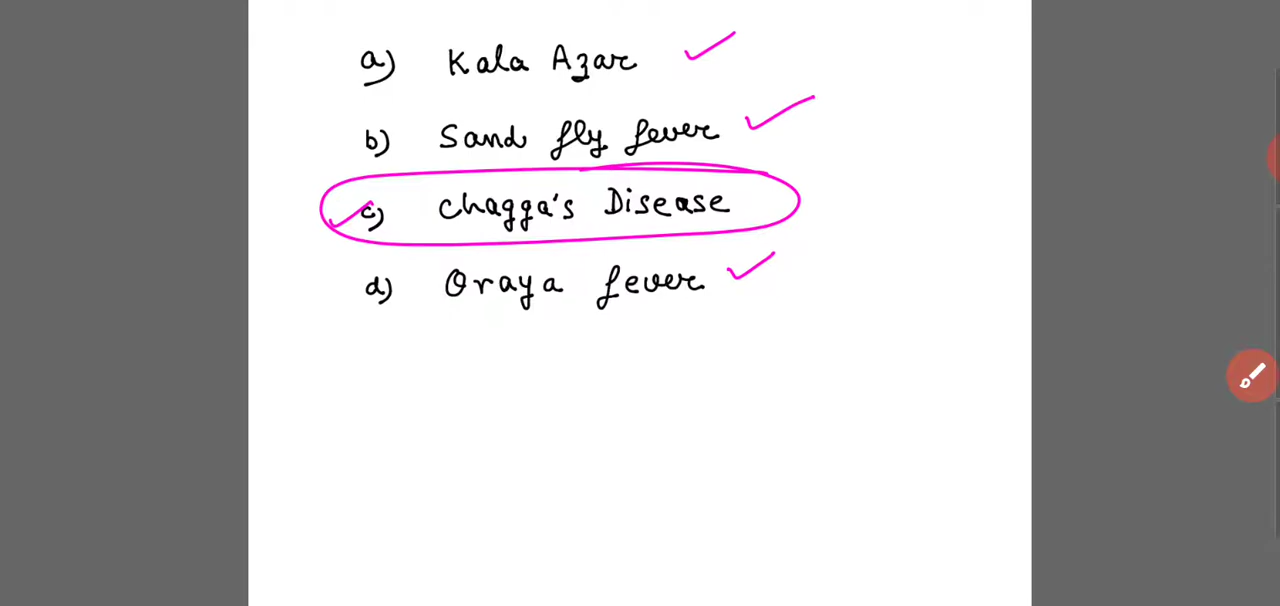 a) Kala Azar
b) Sand fly fever
c) Chagga's Disease
d) Oraya fever